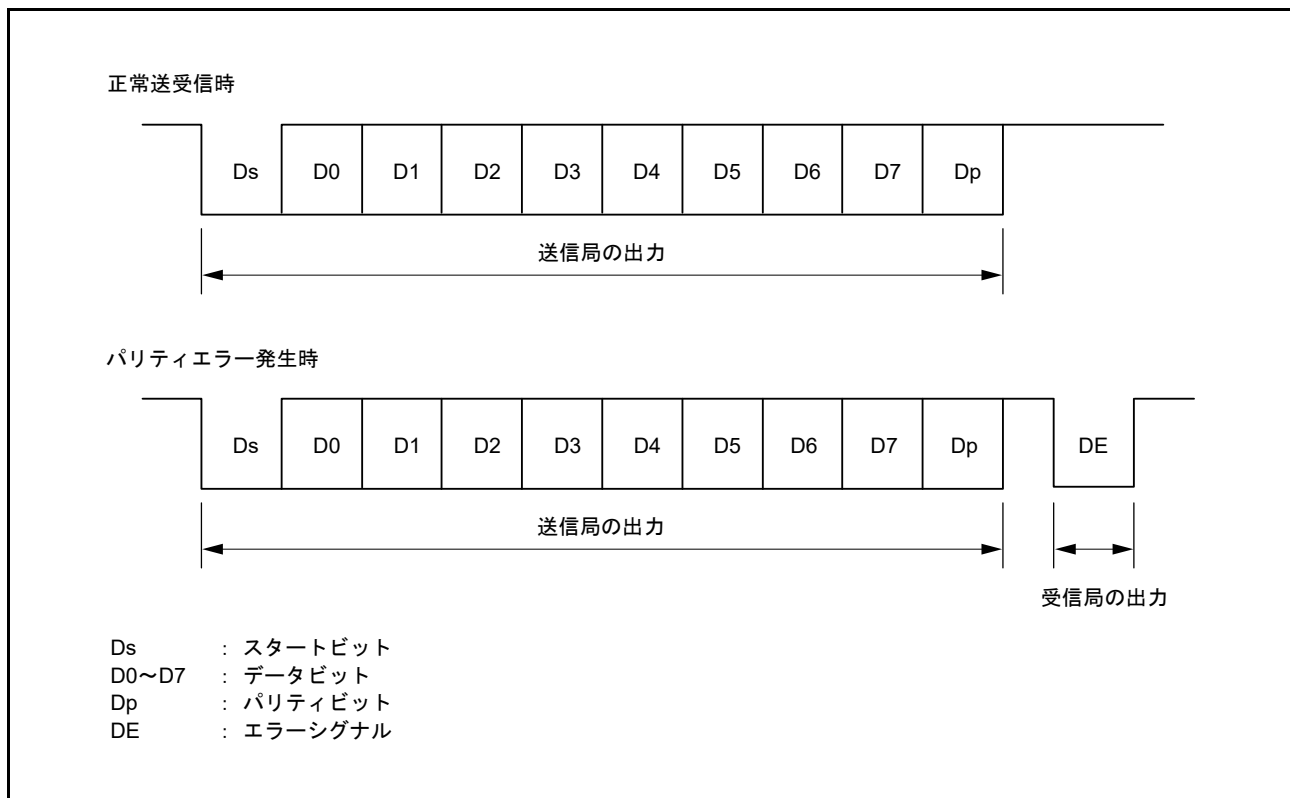 正常送受信時
Ds D0 D1 D2 D3 D4 D5 D6 D7 Dp
送信局の出力
パリティエラー発生時
Ds D0 D1 D2 D3 D4 D5 D6 D7 Dp DE
送信局の出力
受信局の出力
Ds : スタートビット
D0～D7 : データビット
Dp : パリティビット
DE : エラーシグナル